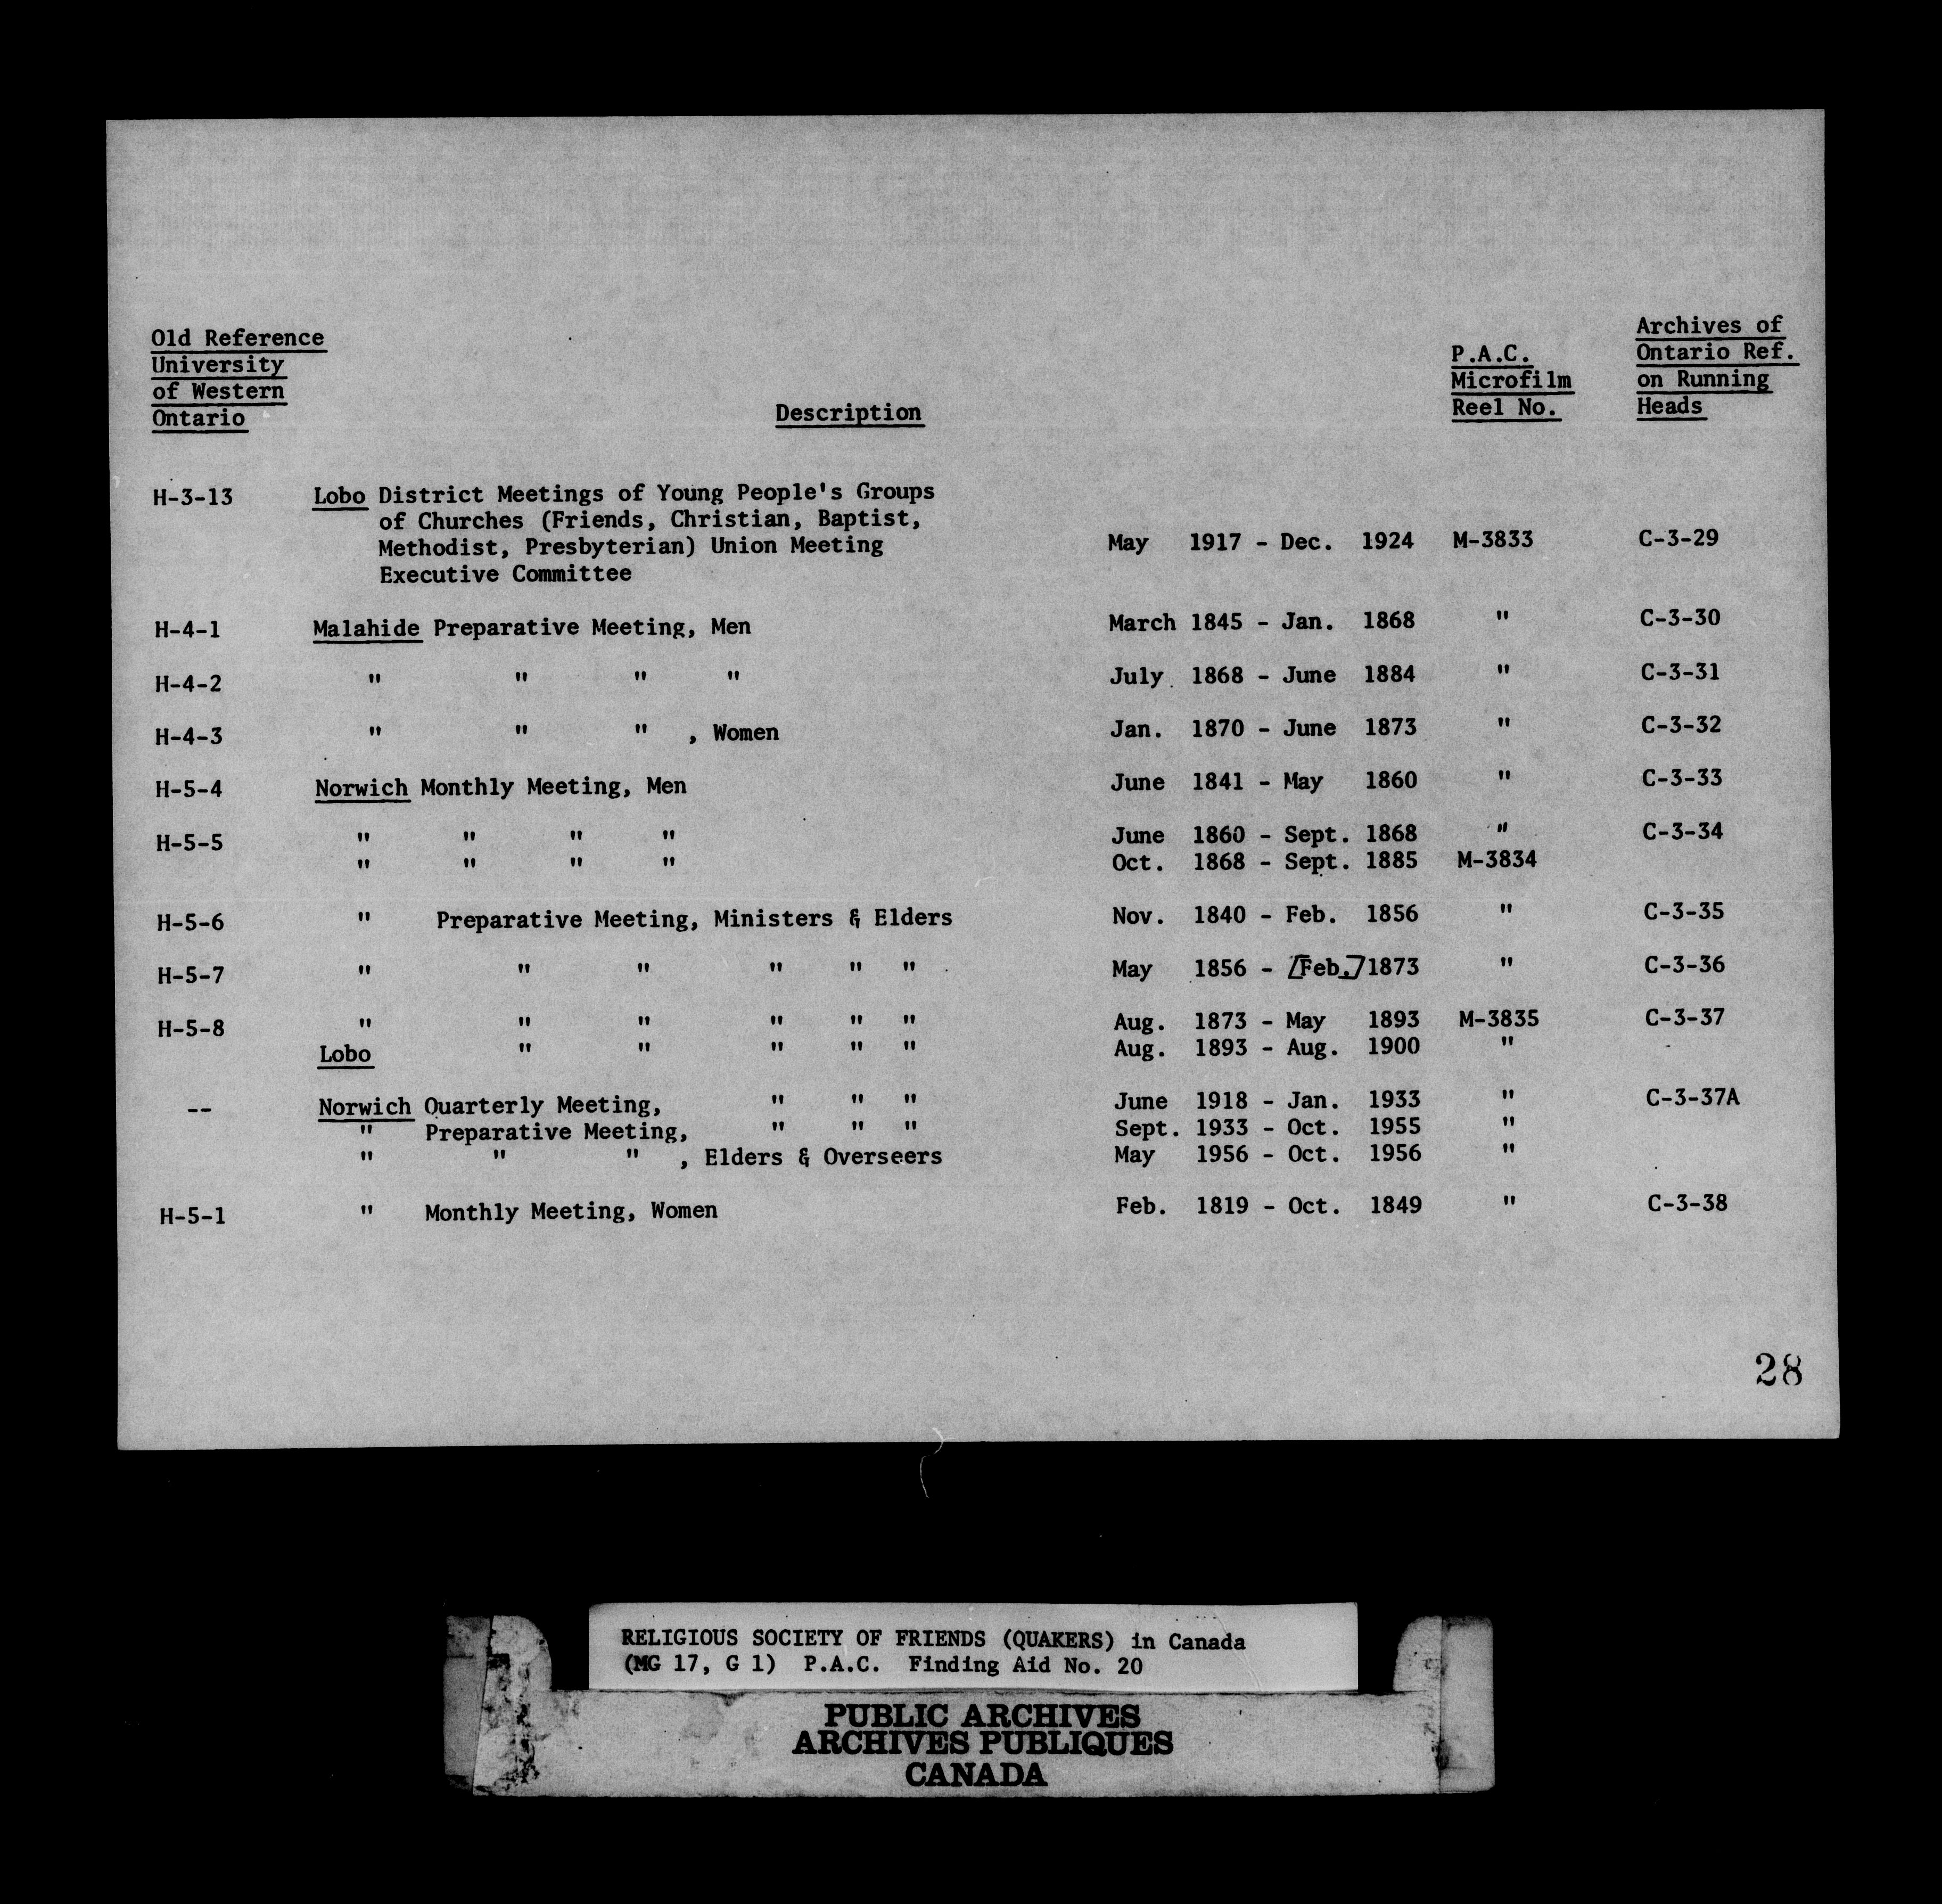 Old Reference
University
of Western
Ontario
Description
P.A.C.
Microfilm
Reel No.
Archives of
Ontario Ref.
on Running
Heads
H-3-13 Lobo District Meetings of Young People's Groups
of Churches (Friends, Christian, Baptist,
Methodist, Presbyterian) Union Meeting May 1917 - Dec. 1924 M-3833 C-3-29
Executive Committee
H-4-1 Malahide Preparative Meeting, Men March 1845 - Jan. 1868 " C-3-30
H-4-2 " " " " July 1868 - June 1884 " C-3-31
H-4-3 " " " , Women Jan. 1870 - June 1873 " C-3-32
H-5-4 Norwich Monthly Meeting, Men June 1841 - May 1860 " C-3-33
H-5-5 " " " " June 1860 - Sept. 1868 " C-3-34
" " " " Oct. 1868 - Sept. 1885 M-3834
H-5-6 " Preparative Meeting, Ministers & Elders Nov. 1840 - Feb. 1856 " C-3-35
H-5-7 " " " " " " May 1856 - [Feb.] 1873 " C-3-36
H-5-8 " " " " " " Aug. 1873 - May 1893 M-3835 C-3-37
Lobo " " " " " Aug. 1893 - Aug. 1900 "
-- Norwich Quarterly Meeting, " " " June 1918 - Jan. 1933 " C-3-37A
" Preparative Meeting, " " " Sept. 1933 - Oct. 1955 "
" " " , Elders & Overseers May 1956 - Oct. 1956 "
H-5-1 " Monthly Meeting, Women Feb. 1819 - Oct. 1849 " C-3-38
28
RELIGIOUS SOCIETY OF FRIENDS (QUAKERS) in Canada
(MG 17, G 1) P.A.C. Finding Aid No. 20
PUBLIC ARCHIVES
ARCHIVES PUBLIQUES
CANADA